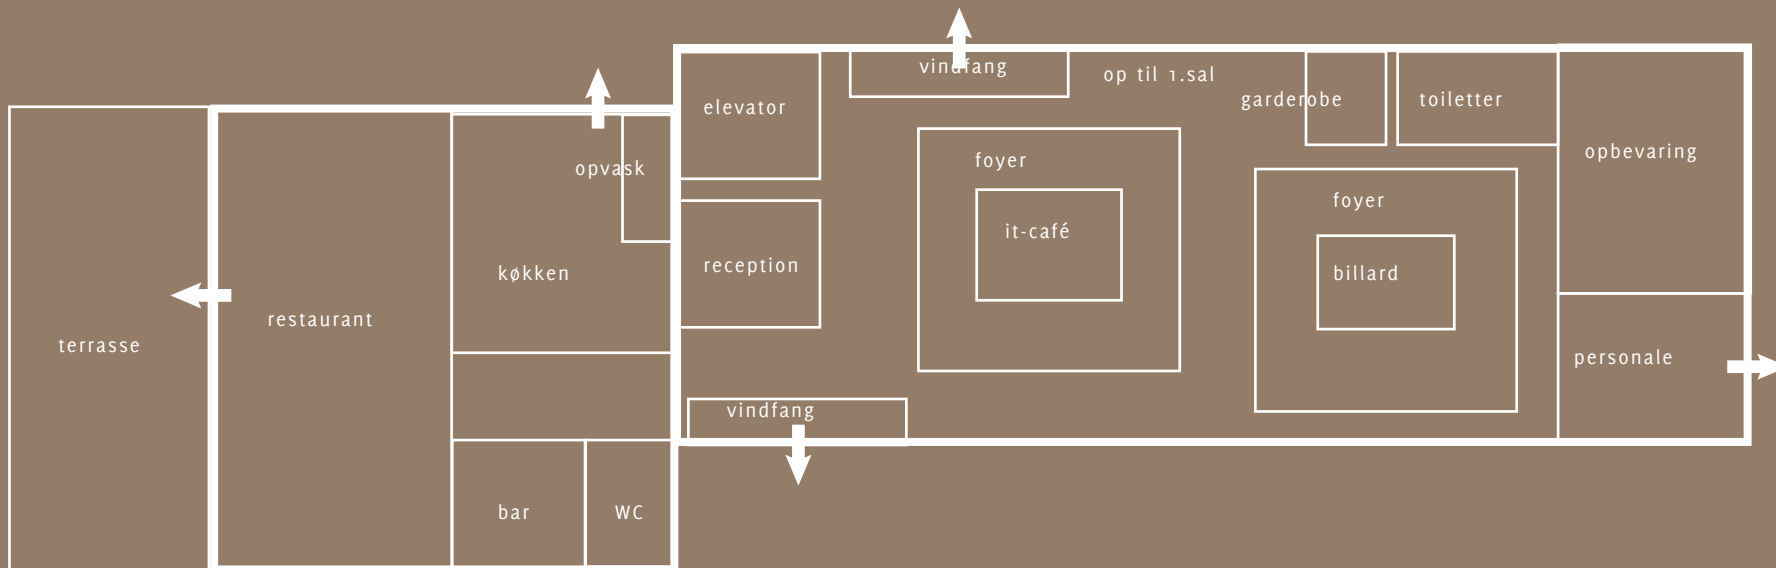 vindfang
op til 1.sal
elevator
garderobe
toiletter
opvask
foyer
opbevaring
foyer
it-café
reception
køkken
billard
restaurant
terrasse
personale
vindfang
bar
WC